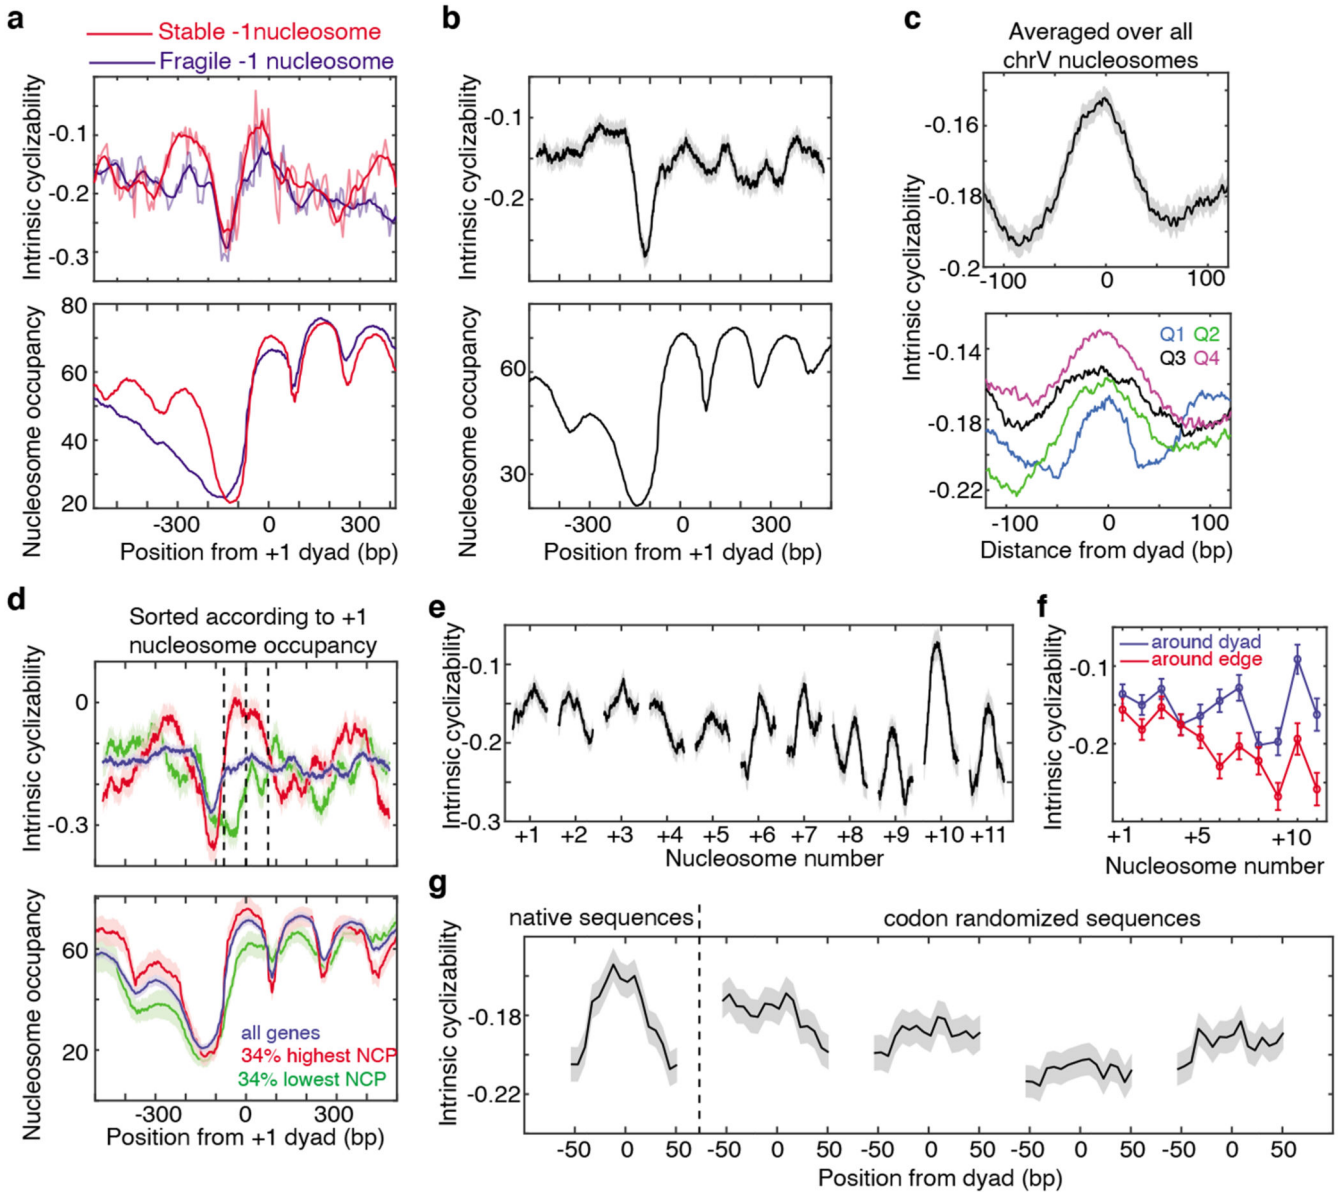 a
Stable -1nucleosome
Fragile -1 nucleosome
Intrinsic cyclizability
-0.1
-0.2
-0.3
Nucleosome occupancy
80
60
40
20
-300 0 300
Position from +1 dyad (bp)
b
Intrinsic cyclizability
-0.1
-0.2
Nucleosome occupancy
60
30
-300 0 300
Position from +1 dyad (bp)
c
Averaged over all
chrV nucleosomes
Intrinsic cyclizability
-0.16
-0.18
-0.2
-100 0 100
Q1 Q2
Q3 Q4
-0.14
-0.18
-0.22
-100 0 100
Distance from dyad (bp)
d
Sorted according to +1
nucleosome occupancy
Intrinsic cyclizability
0
-0.3
Nucleosome occupancy
60
20
all genes
34% highest NCP
34% lowest NCP
-300 0 300
Position from +1 dyad (bp)
e
Intrinsic cyclizability
-0.1
-0.2
-0.3
+1 +2 +3 +4 +5 +6 +7 +8 +9 +10 +11
Nucleosome number
f
around dyad
around edge
Intrinsic cyclizability
-0.1
-0.2
+1 +5 +10
Nucleosome number
g
native sequences
codon randomized sequences
Intrinsic cyclizability
-0.18
-0.22
-50 0 50 -50 0 50 -50 0 50 -50 0 50 -50 0 50
Position from dyad (bp)